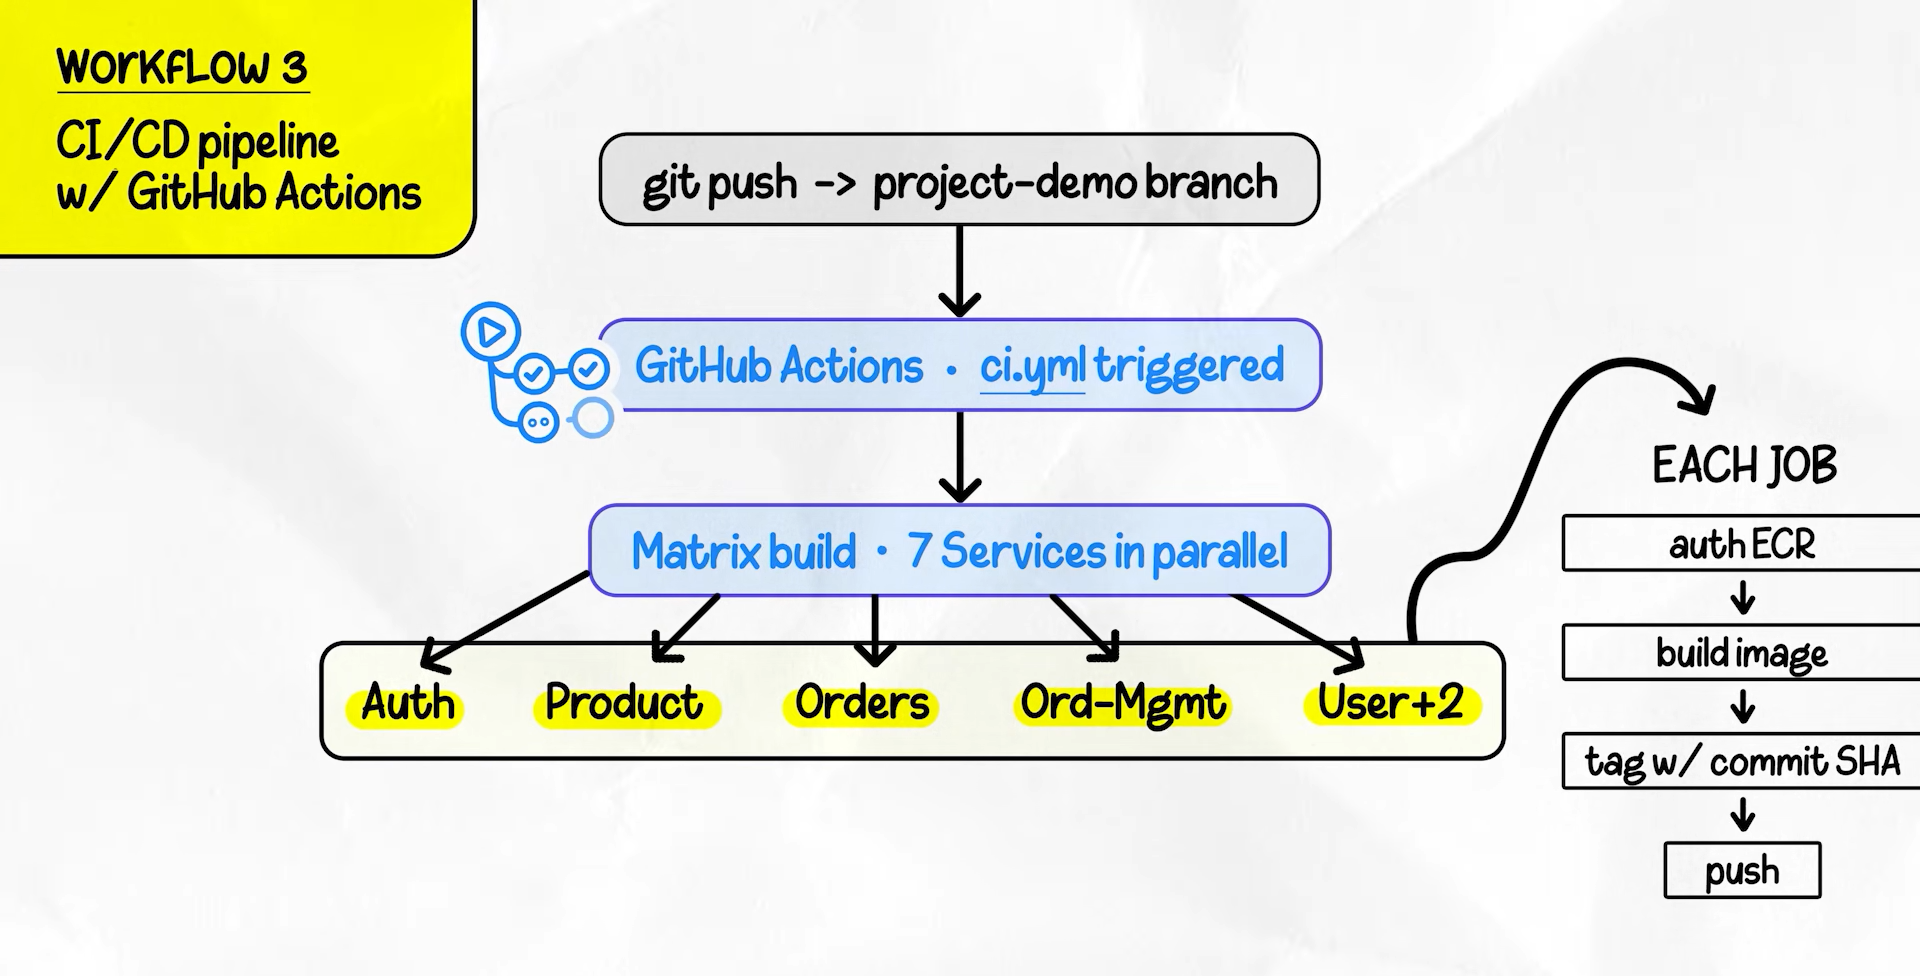 WORKFLOW 3
CI/CD pipeline
w/ GitHub Actions
git push -> project-demo branch
GitHub Actions · ci.yml triggered
Matrix build · 7 Services in parallel
Auth Product Orders Ord-Mgmt User+2
EACH JOB
auth ECR
build image
tag w/ commit SHA
push